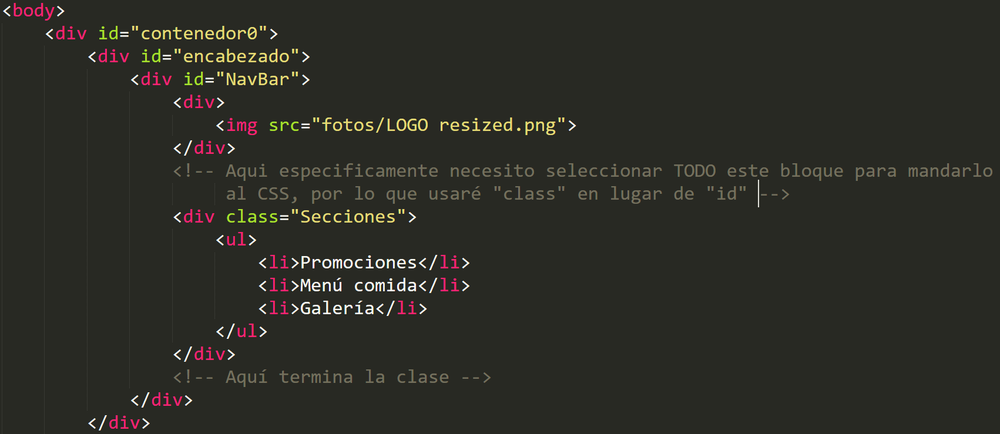 <body>
<div id="contenedor0">
<div id="encabezado">
<div id="NavBar">
<div>
<img src="fotos/LOGO resized.png">
</div>
<!-- Aqui especificamente necesito seleccionar TODO este bloque para mandarlo
al CSS, por lo que usaré "class" en lugar de "id" -->
<div class="Secciones">
<ul>
<li>Promociones</li>
<li>Menú comida</li>
<li>Galería</li>
</ul>
</div>
<!-- Aquí termina la clase -->
</div>
</div>